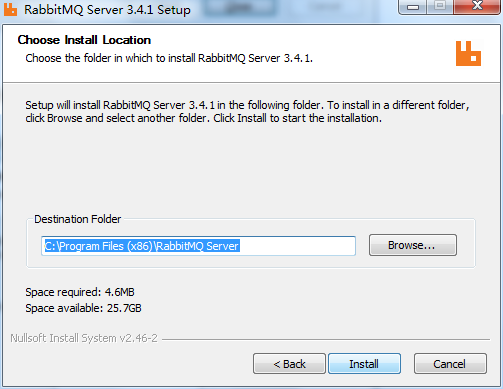 RabbitMQ Server 3.4.1 Setup
Choose Install Location
Choose the folder in which to install RabbitMQ Server 3.4.1.
Setup will install RabbitMQ Server 3.4.1 in the following folder. To install in a different folder,
click Browse and select another folder. Click Install to start the installation.
Destination Folder
C:\Program Files (x86)\RabbitMQ Server
Browse...
Space required: 4.6MB
Space available: 25.7GB
Nullsoft Install System v2.46-2
< Back
Install
Cancel